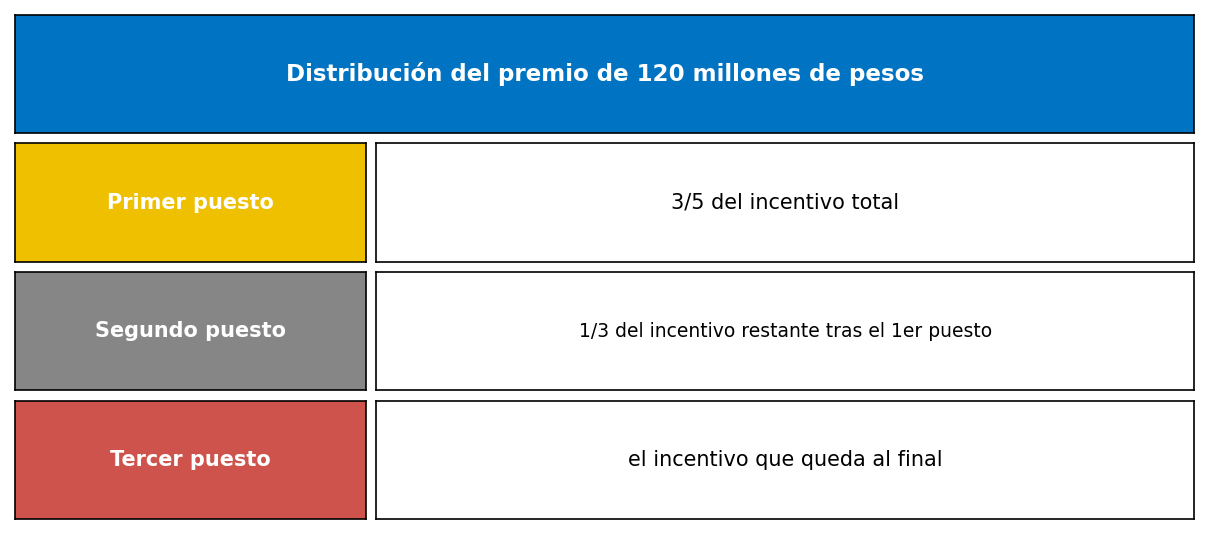 Distribución del premio de 120 millones de pesos
Primer puesto
3/5 del incentivo total
Segundo puesto
1/3 del incentivo restante tras el 1er puesto
Tercer puesto
el incentivo que queda al final